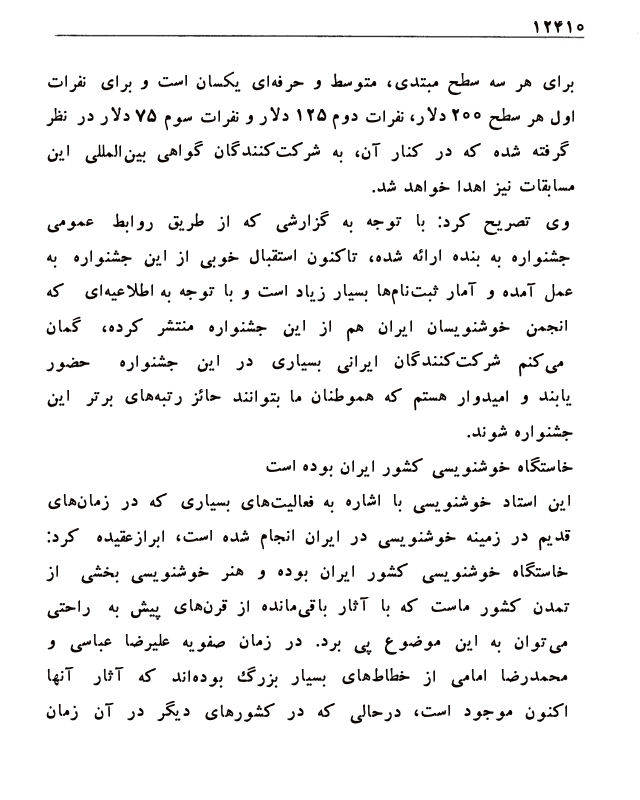 ۱۲۴۱۰
برای هر سه سطح مبتدی، متوسط و حرفه‌ای یکسان است و برای نفرات
اول هر سطح ۲۰۰ دلار، نفرات دوم ۱۲۵ دلار و نفرات سوم ۷۵ دلار در نظر
گرفته شده که در کنار آن، به شرکت‌کنندگان گواهی بین‌المللی این
مسابقات نیز اهدا خواهد شد.
وی تصریح کرد: با توجه به گزارشی که از طریق روابط عمومی
جشنواره به بنده ارائه شده، تاکنون استقبال خوبی از این جشنواره به
عمل آمده و آمار ثبت‌نام‌ها بسیار زیاد است و با توجه به اطلاعیه‌ای که
انجمن خوشنویسان ایران هم از این جشنواره منتشر کرده، گمان
می‌کنم شرکت‌کنندگان ایرانی بسیاری در این جشنواره حضور
یابند و امیدوار هستم که هموطنان ما بتوانند حائز رتبه‌های برتر این
جشنواره شوند.
خاستگاه خوشنویسی کشور ایران بوده است
این استاد خوشنویسی با اشاره به فعالیت‌های بسیاری که در زمان‌های
قدیم در زمینه خوشنویسی در ایران انجام شده است، ابرازعقیده کرد:
خاستگاه خوشنویسی کشور ایران بوده و هنر خوشنویسی بخشی از
تمدن کشور ماست که با آثار باقی‌مانده از قرن‌های پیش به راحتی
می‌توان به این موضوع پی برد. در زمان صفویه علیرضا عباسی و
محمدرضا امامی از خطاط‌های بسیار بزرگ بوده‌اند که آثار آنها
اکنون موجود است، درحالی که در کشورهای دیگر در آن زمان